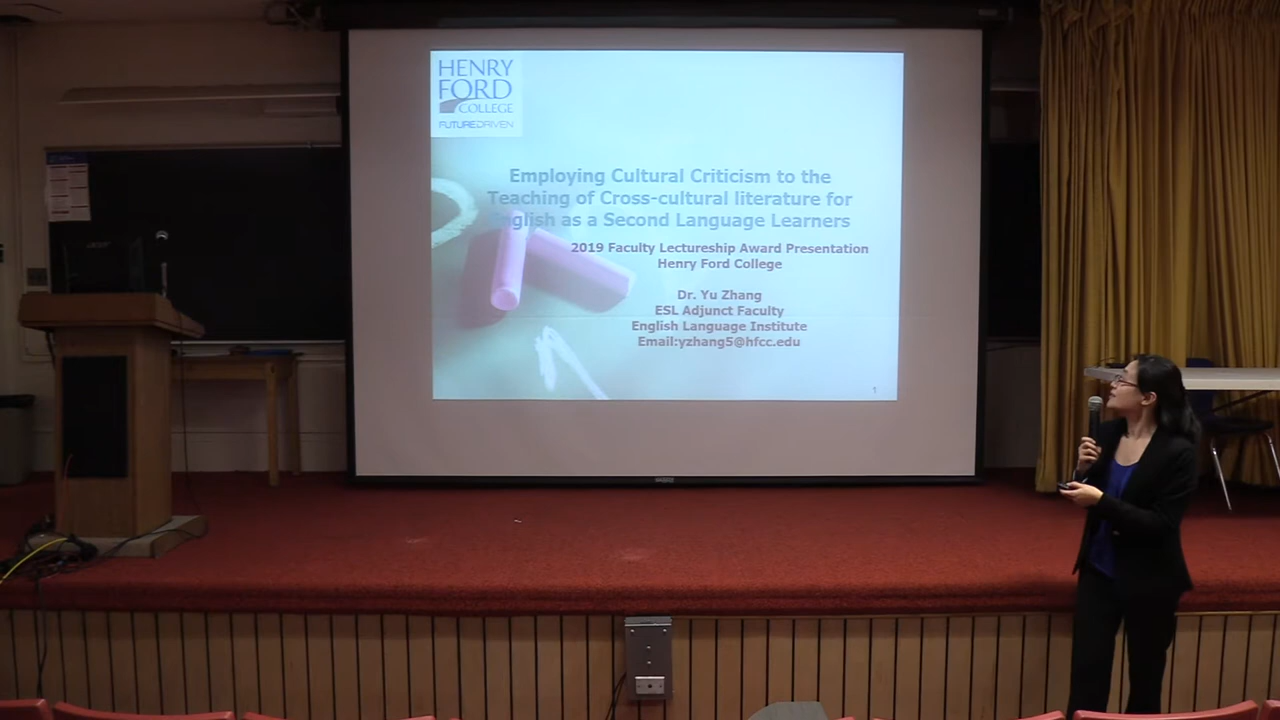 HENRY
FORD
COLLEGE
FUTURE DRIVEN
Employing Cultural Criticism to the
Teaching of Cross-cultural literature for
English as a Second Language Learners
2019 Faculty Lectureship Award Presentation
Henry Ford College
Dr. Yu Zhang
ESL Adjunct Faculty
English Language Institute
Email:yzhang5@hfcc.edu
1
acer